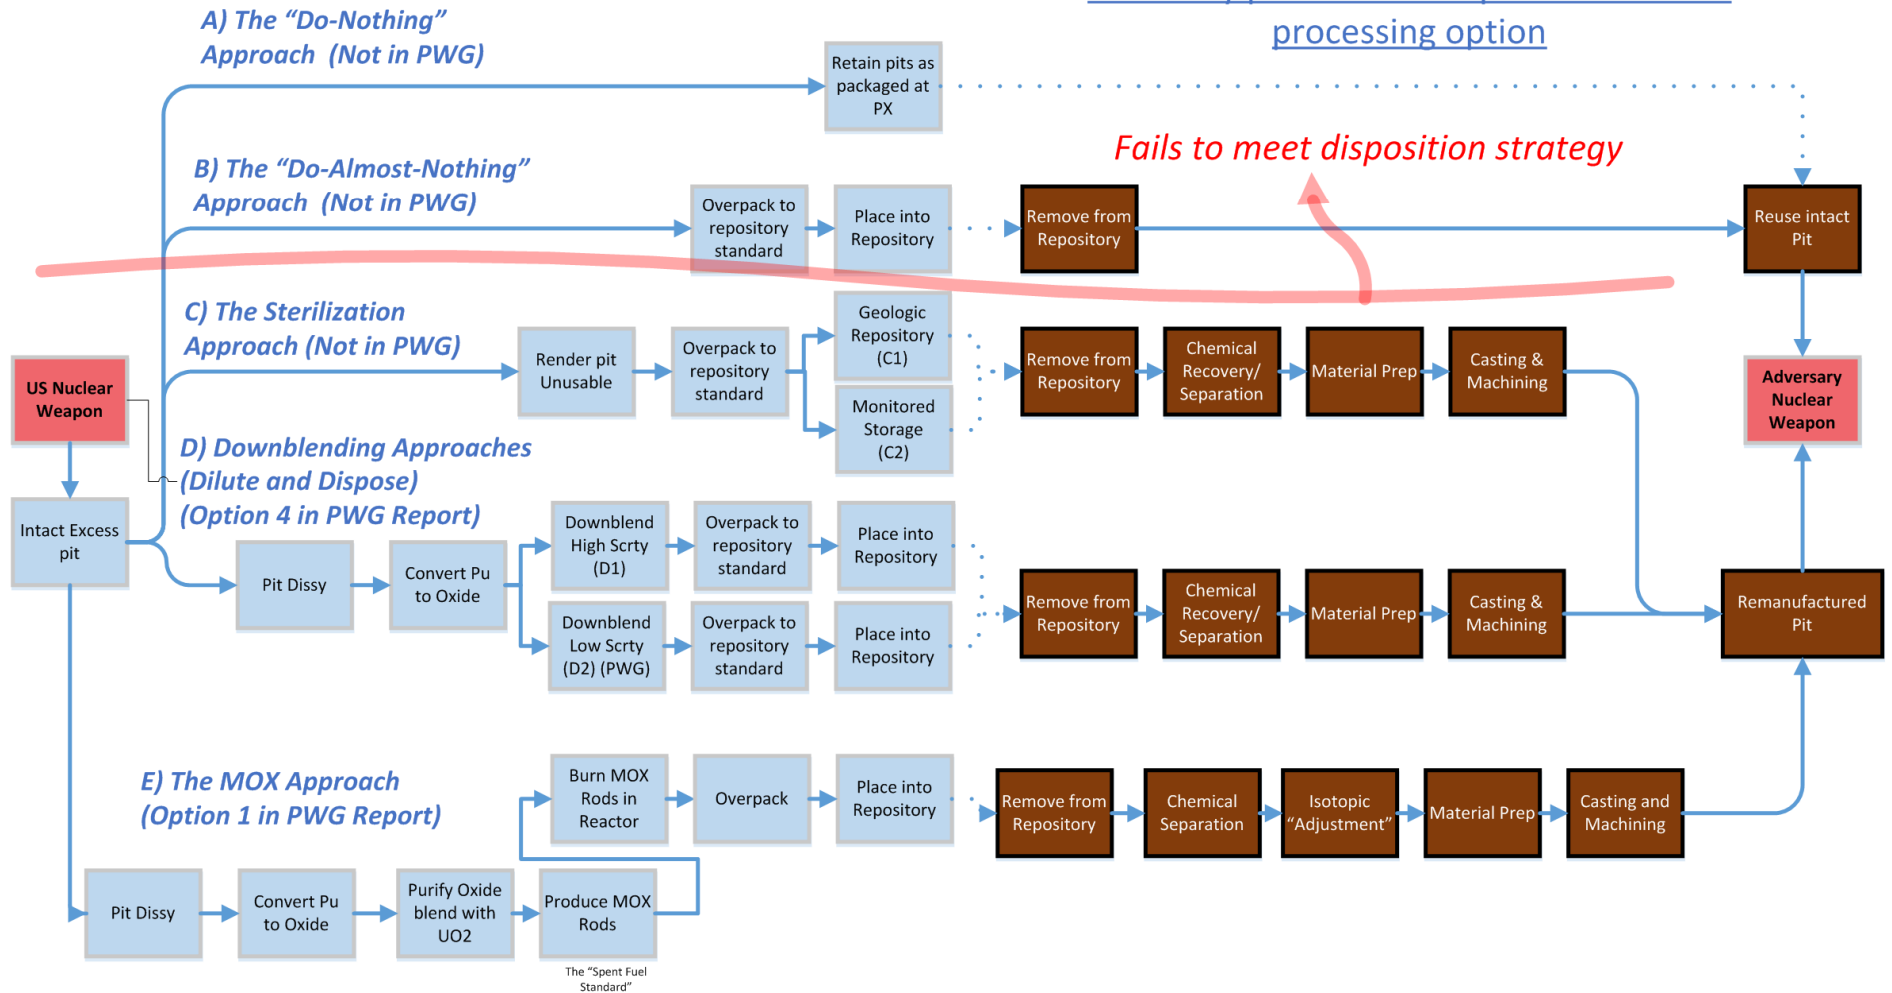 processing option
A) The “Do-Nothing”
Approach (Not in PWG)
Retain pits as
packaged at
PX
Fails to meet disposition strategy
B) The “Do-Almost-Nothing”
Approach (Not in PWG)
Overpack to
repository
standard
Place into
Repository
Remove from
Repository
Reuse intact
Pit
C) The Sterilization
Approach (Not in PWG)
Render pit
Unusable
Overpack to
repository
standard
Geologic
Repository
(C1)
Monitored
Storage
(C2)
Remove from
Repository
Chemical
Recovery/
Separation
Material Prep
Casting &
Machining
Adversary
Nuclear
Weapon
US Nuclear
Weapon
Intact Excess
pit
D) Downblending Approaches
(Dilute and Dispose)
(Option 4 in PWG Report)
Pit Dissy
Convert Pu
to Oxide
Downblend
High Scrty
(D1)
Overpack to
repository
standard
Place into
Repository
Downblend
Low Scrty
(D2) (PWG)
Overpack to
repository
standard
Place into
Repository
Remove from
Repository
Chemical
Recovery/
Separation
Material Prep
Casting &
Machining
Remanufactured
Pit
E) The MOX Approach
(Option 1 in PWG Report)
Pit Dissy
Convert Pu
to Oxide
Purify Oxide
blend with
UO2
Produce MOX
Rods
The “Spent Fuel
Standard”
Burn MOX
Rods in
Reactor
Overpack
Place into
Repository
Remove from
Repository
Chemical
Separation
Isotopic
“Adjustment”
Material Prep
Casting and
Machining